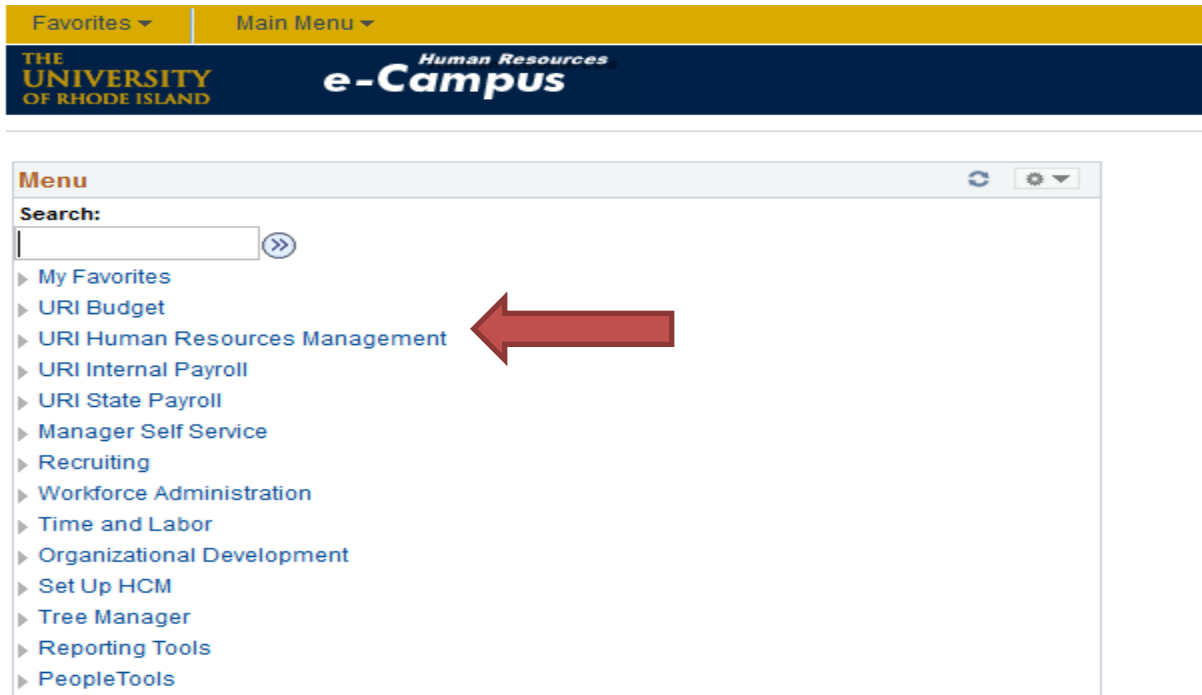 Favorites Main Menu
THE
UNIVERSITY
OF RHODE ISLAND
Human Resources
e-Campus
Menu
Search:
My Favorites
URI Budget
URI Human Resources Management
URI Internal Payroll
URI State Payroll
Manager Self Service
Recruiting
Workforce Administration
Time and Labor
Organizational Development
Set Up HCM
Tree Manager
Reporting Tools
PeopleTools